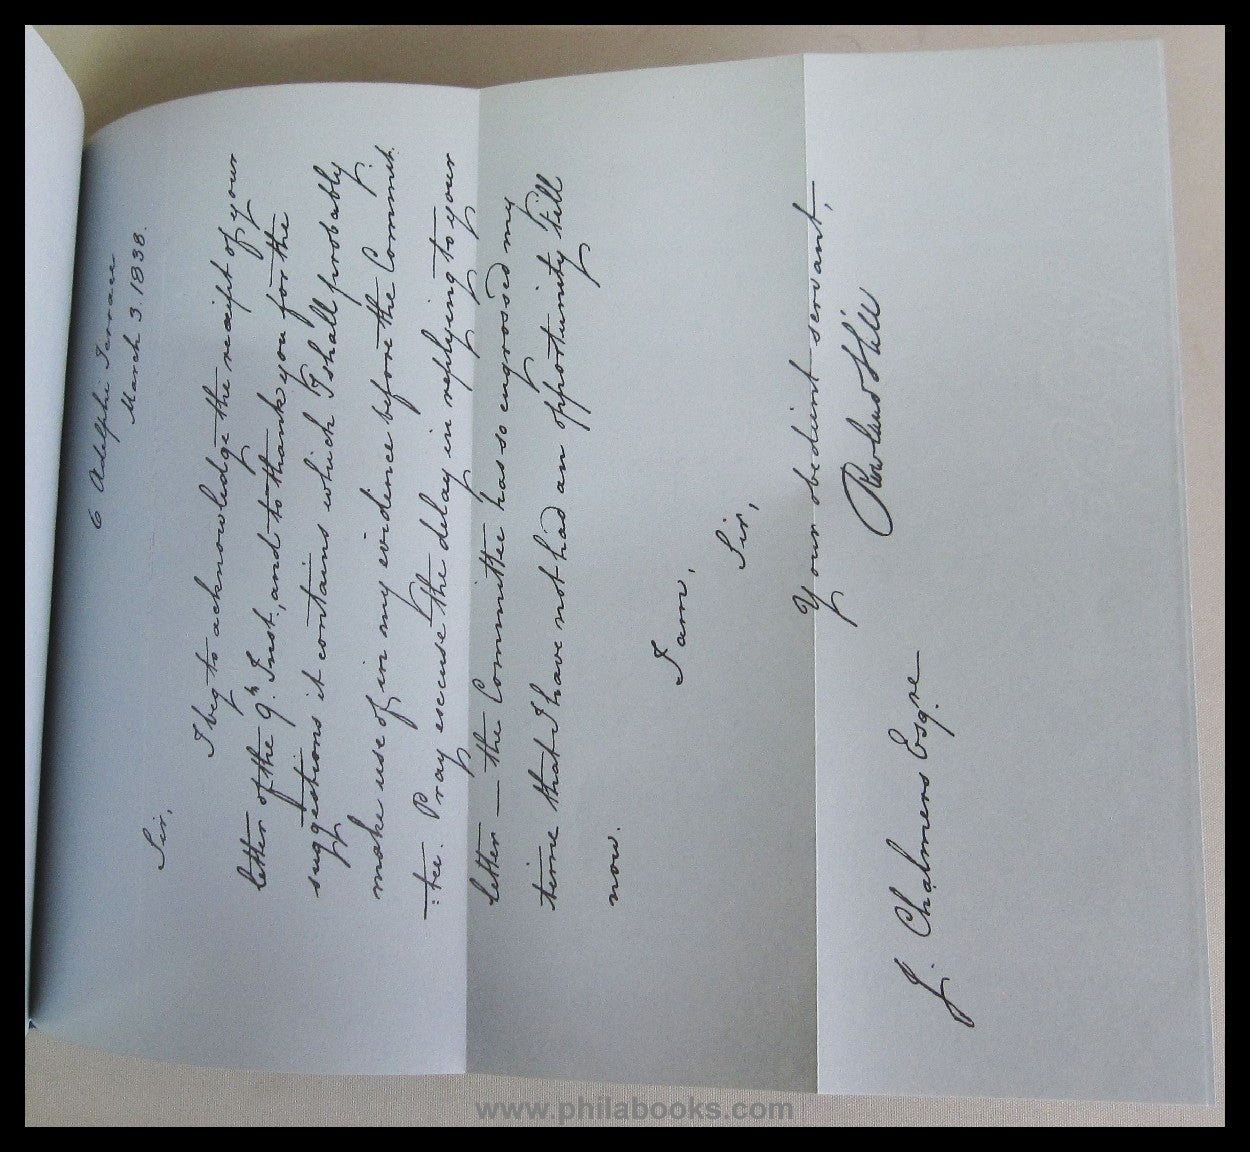 6 Adelphi Terrace
March 3. 1838.
Sir,
I beg to acknowledge the receipt of your
letter of the 9h. Inst., and to thank you for the
suggestions it contains which I shall probably
make use of in my evidence before the Commit.
-:tee. Pray excuse the delay in replying to your
letter — the Committee has so engrossed my
time that I have not had an opportunity till
now.
I am,
Sir,
Your obedient servant,
Rowland Hill
J. Chalmers Esqre
www.philabooks.com